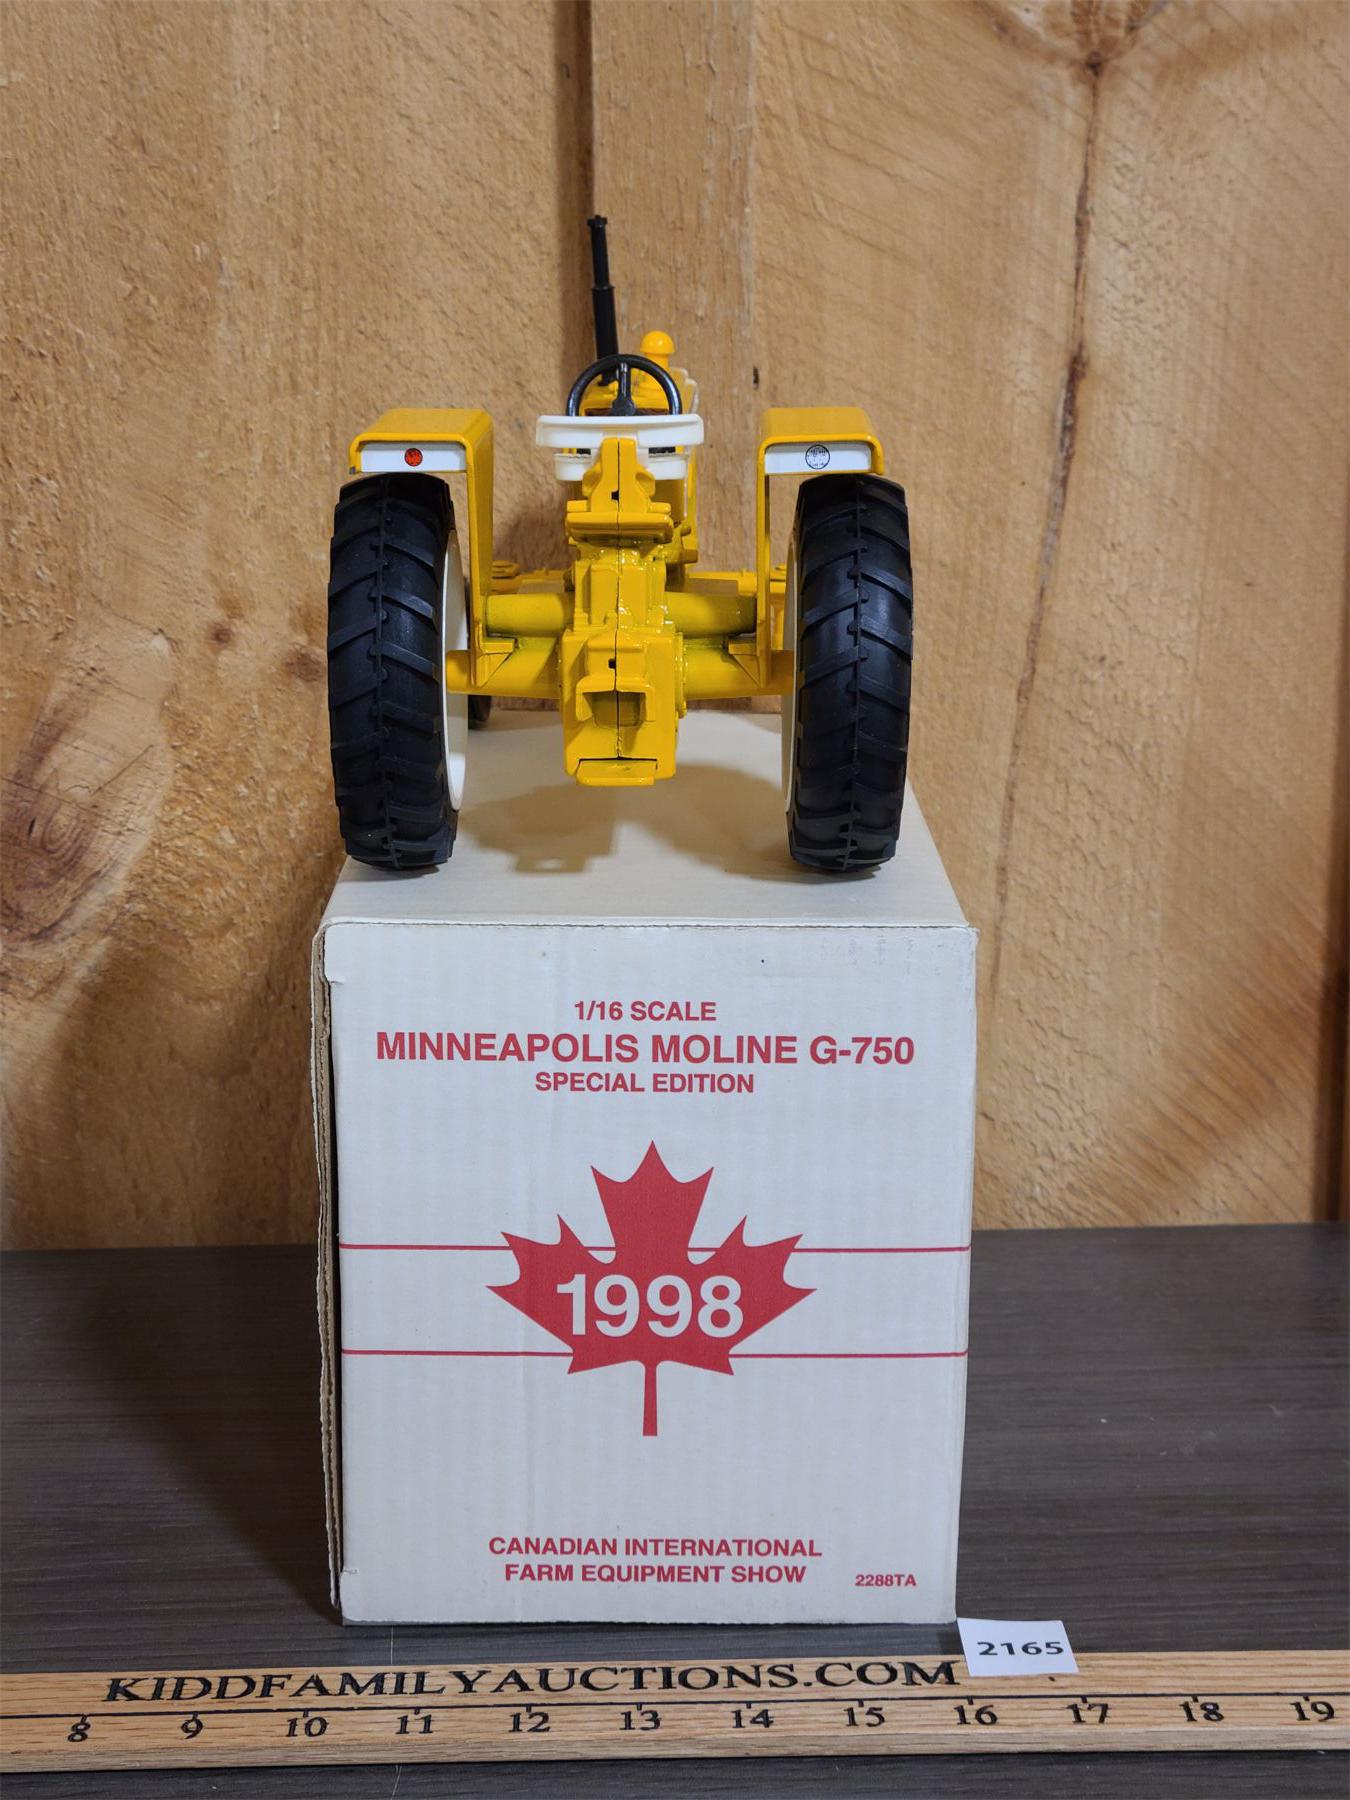 1/16 SCALE
MINNEAPOLIS MOLINE G-750
SPECIAL EDITION
1998
CANADIAN INTERNATIONAL
FARM EQUIPMENT SHOW
2288TA
2165
KIDDFAMILYAUCTIONS.COM
8 9 10 11 12 13 14 15 16 17 18 19